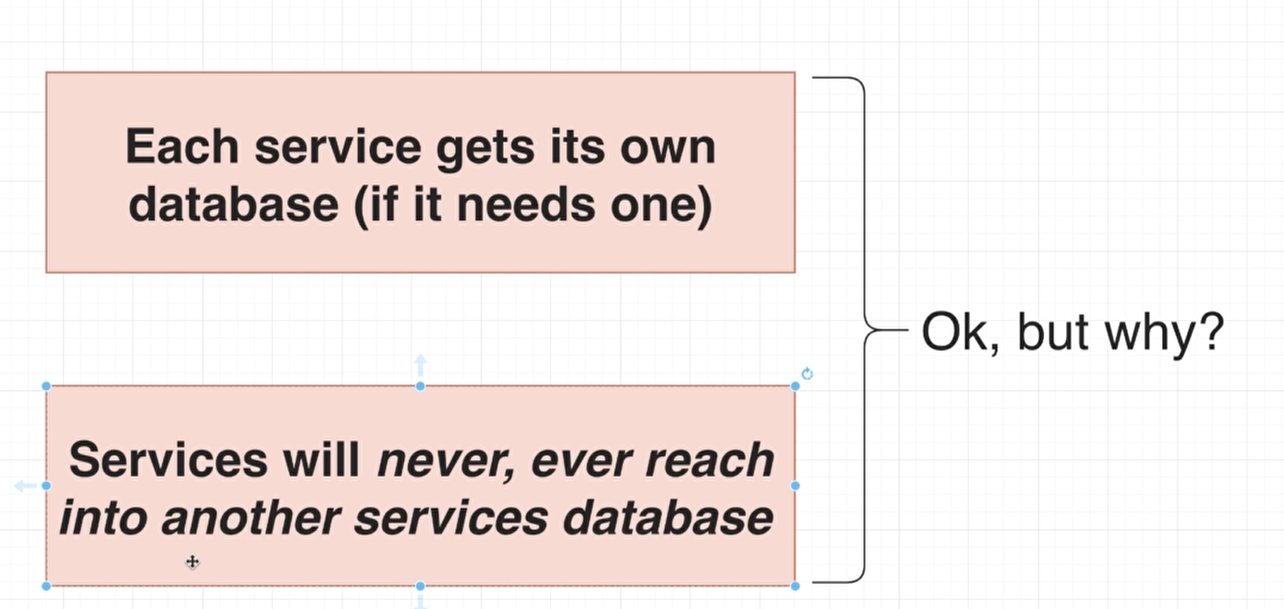 Each service gets its own
database (if it needs one)
Ok, but why?
Services will never, ever reach
into another services database